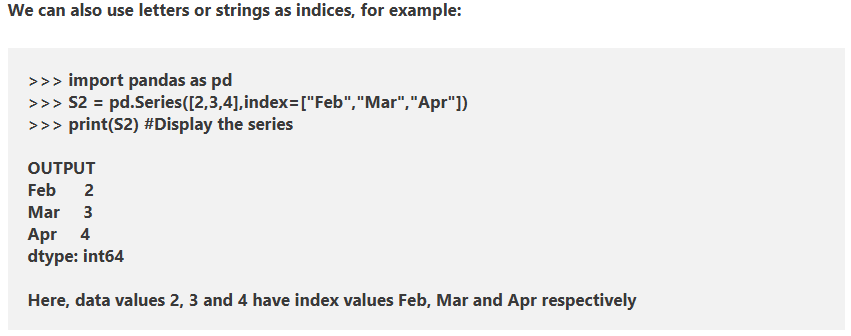 We can also use letters or strings as indices, for example:
>>> import pandas as pd
>>> S2 = pd.Series([2,3,4],index=["Feb","Mar","Apr"])
>>> print(S2) #Display the series
OUTPUT
Feb 2
Mar 3
Apr 4
dtype: int64
Here, data values 2, 3 and 4 have index values Feb, Mar and Apr respectively